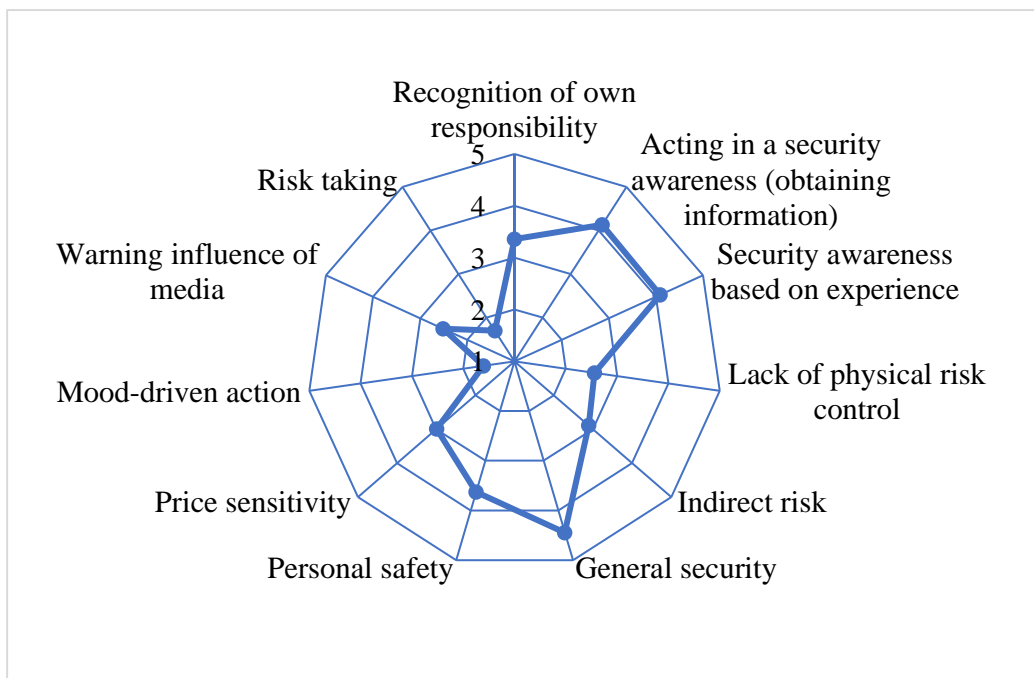 Recognition of own
responsibility
Acting in a security
awareness (obtaining
information)
Security awareness
based on experience
Lack of physical risk
control
Indirect risk
General security
Personal safety
Price sensitivity
Mood-driven action
Warning influence of
media
Risk taking
5
4
3
2
1